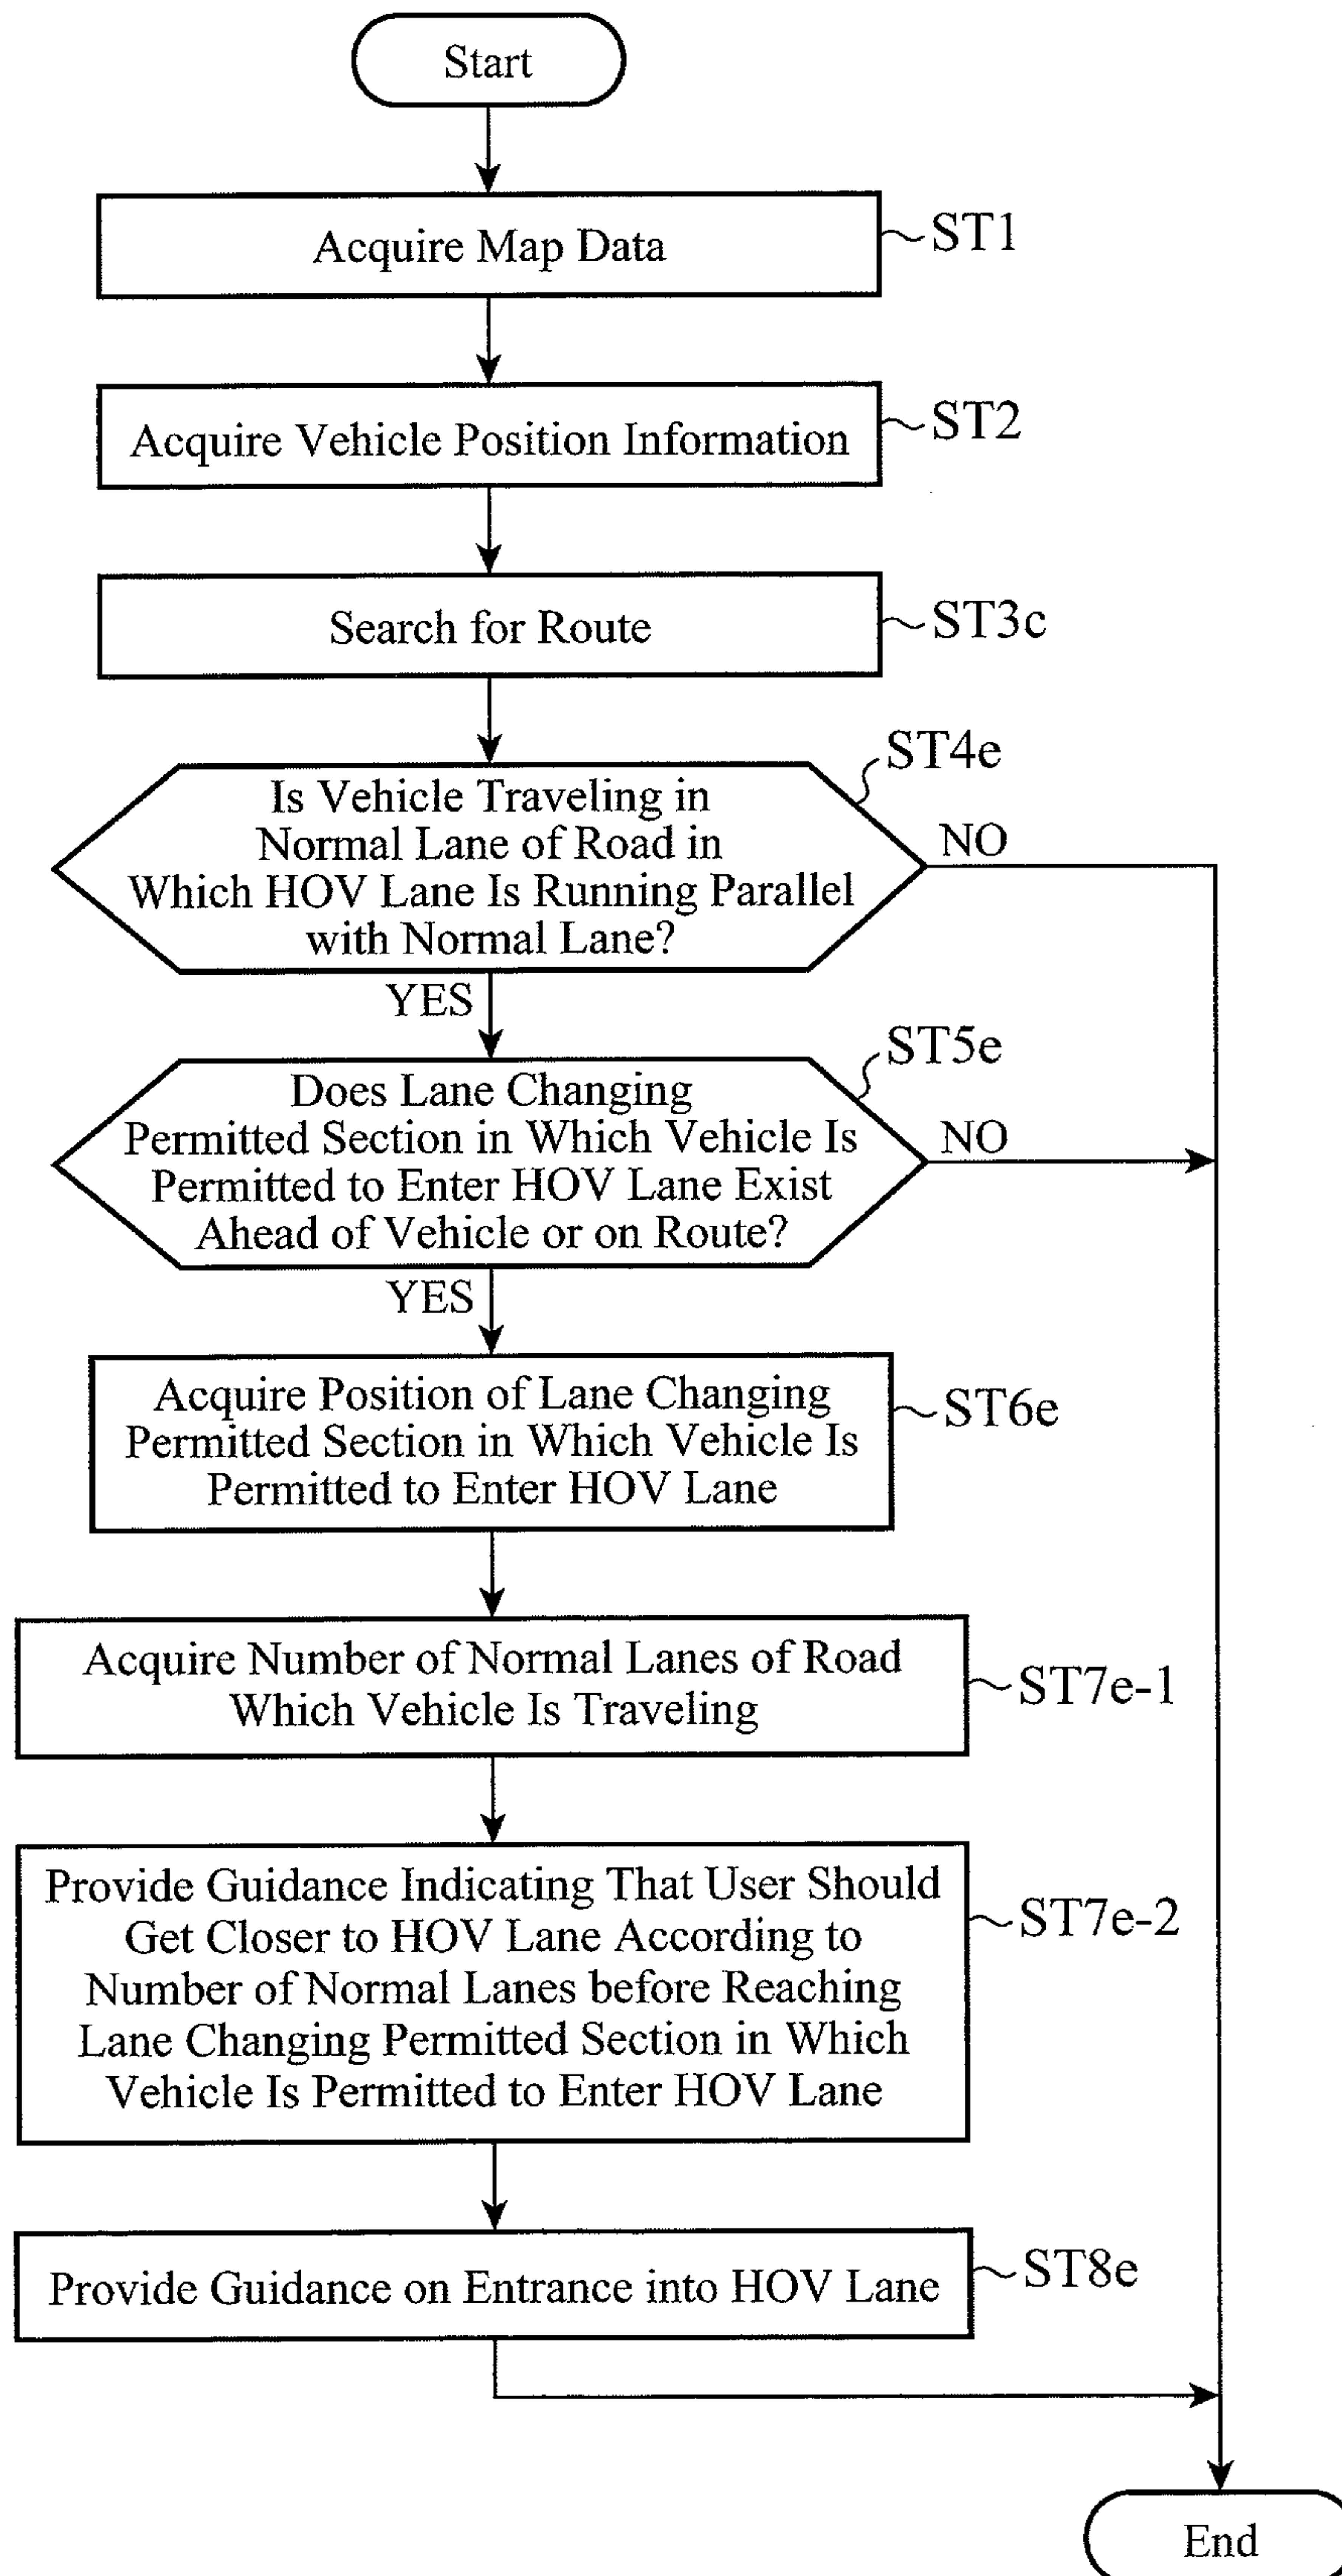 Start
Acquire Map Data
ST1
Acquire Vehicle Position Information
ST2
Search for Route
ST3c
Is Vehicle Traveling in
Normal Lane of Road in
Which HOV Lane Is Running Parallel
with Normal Lane?
ST4e
NO
YES
Does Lane Changing
Permitted Section in Which Vehicle Is
Permitted to Enter HOV Lane Exist
Ahead of Vehicle or on Route?
ST5e
NO
YES
Acquire Position of Lane Changing
Permitted Section in Which Vehicle Is
Permitted to Enter HOV Lane
ST6e
Acquire Number of Normal Lanes of Road
Which Vehicle Is Traveling
ST7e-1
Provide Guidance Indicating That User Should
Get Closer to HOV Lane According to
Number of Normal Lanes before Reaching
Lane Changing Permitted Section in Which
Vehicle Is Permitted to Enter HOV Lane
ST7e-2
Provide Guidance on Entrance into HOV Lane
ST8e
End